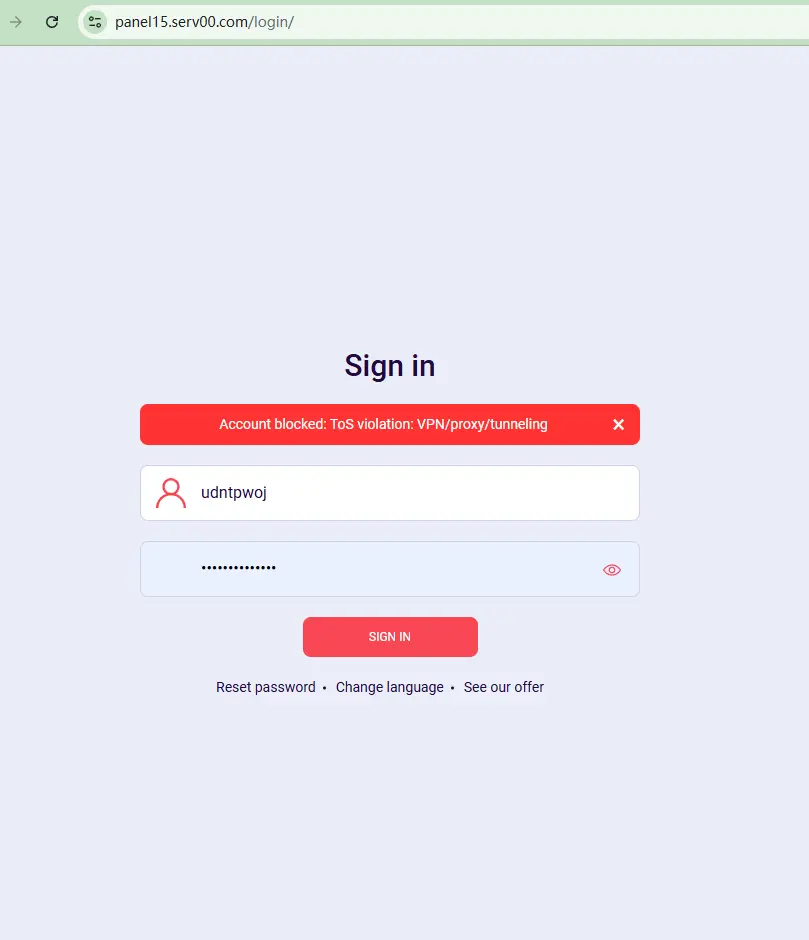 panel15.serv00.com/login/
Sign in
Account blocked: ToS violation: VPN/proxy/tunneling
udntpwoj
••••••••••••••
SIGN IN
Reset password • Change language • See our offer